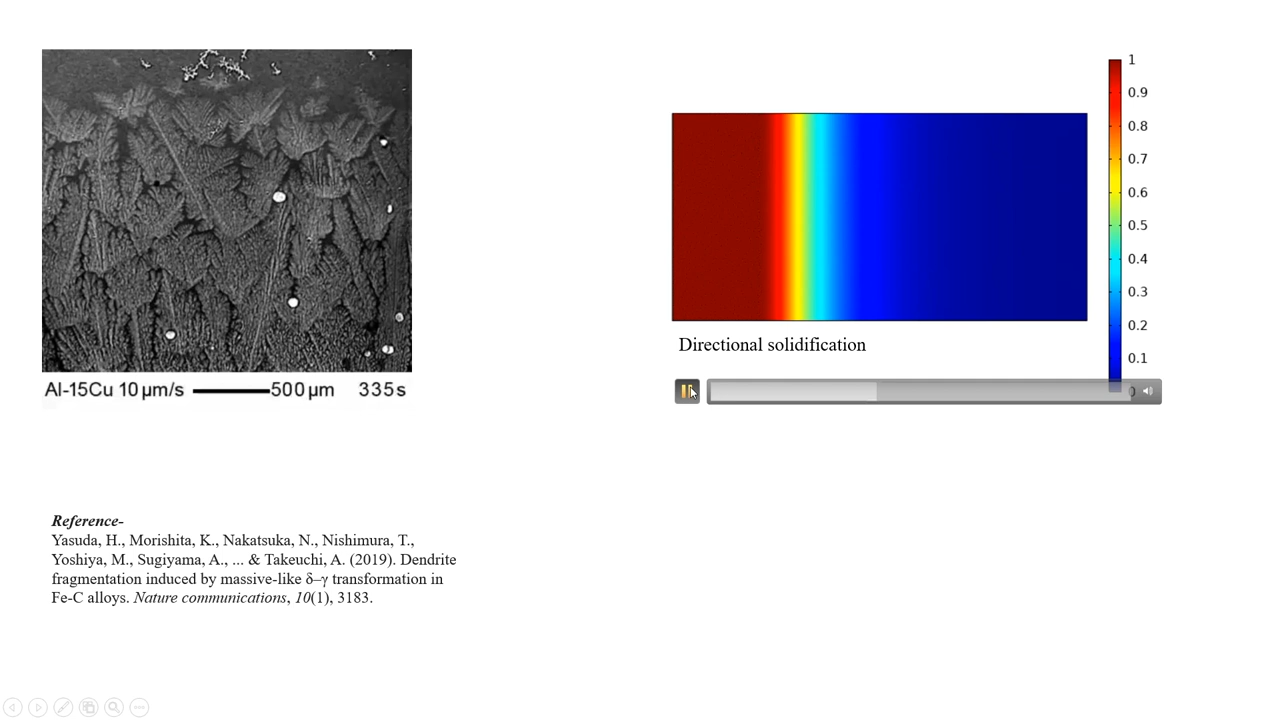 Al-15Cu 10 μm/s 500 μm 335s
1
0.9
0.8
0.7
0.6
0.5
0.4
0.3
0.2
0.1
Directional solidification
Reference-
Yasuda, H., Morishita, K., Nakatsuka, N., Nishimura, T.,
Yoshiya, M., Sugiyama, A., ... & Takeuchi, A. (2019). Dendrite
fragmentation induced by massive-like δ–γ transformation in
Fe-C alloys. Nature communications, 10(1), 3183.